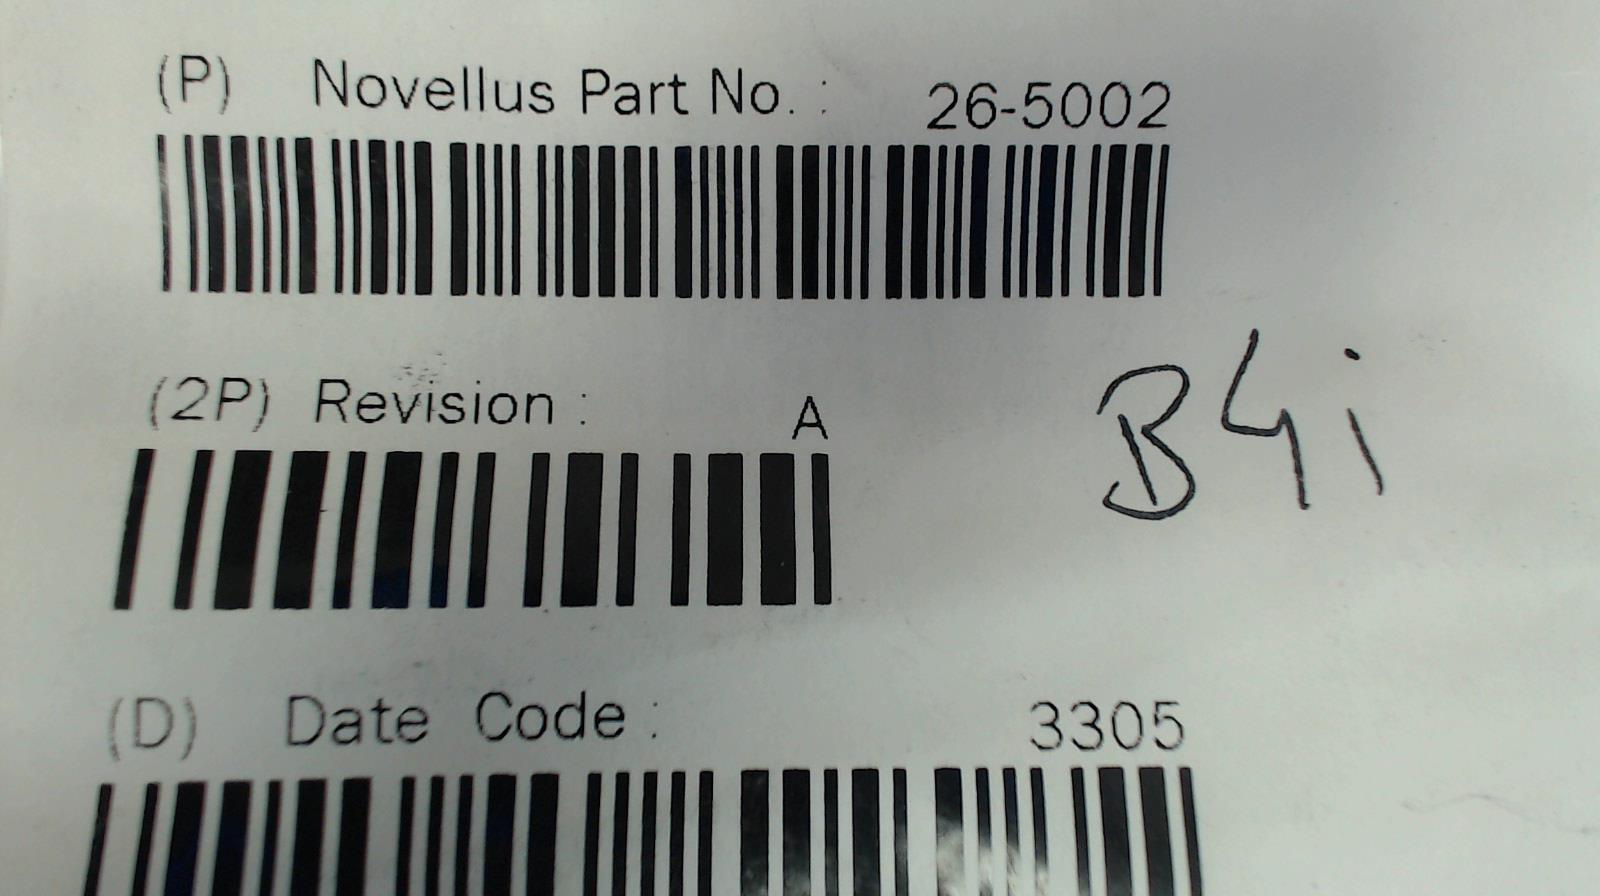 (P) Novellus Part No. : 26-5002
(2P) Revision : A
B4i
(D) Date Code : 3305